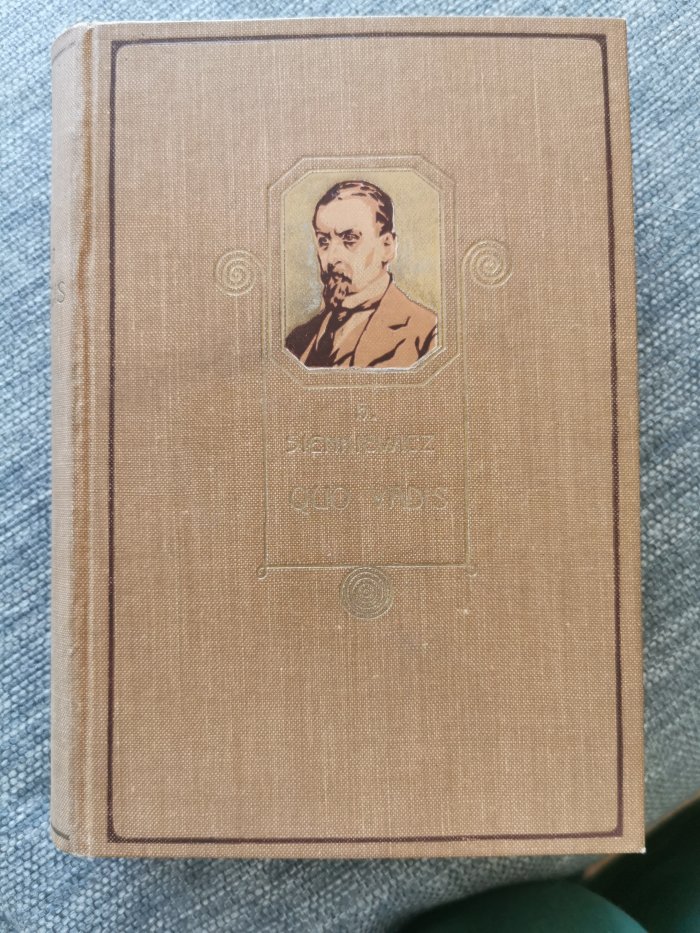 H.
SIENKIEWICZ
QUO VADIS
S